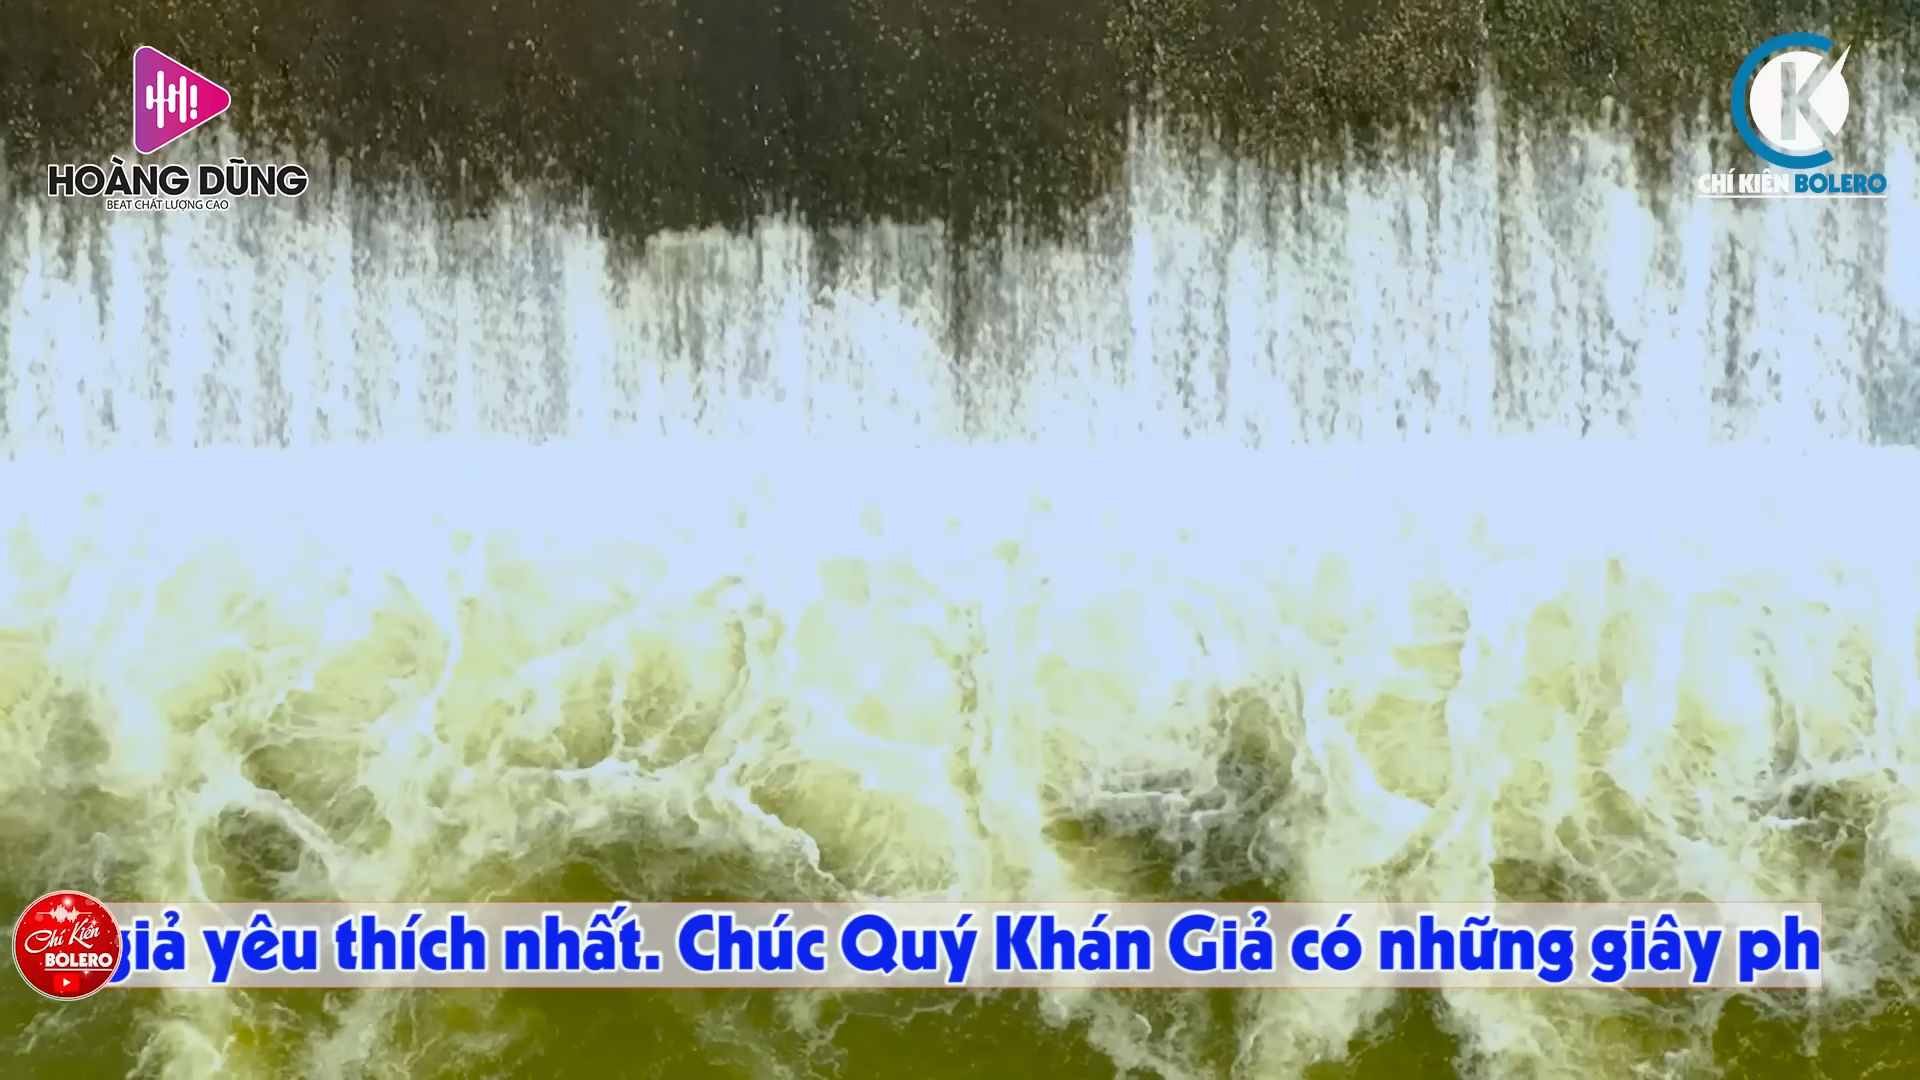 HOÀNG DŨNG
BEAT CHẤT LƯỢNG CAO
CK
CHÍ KIÊN BOLERO
Chí Kiên
BOLERO
giả yêu thích nhất. Chúc Quý Khán Giả có những giây ph